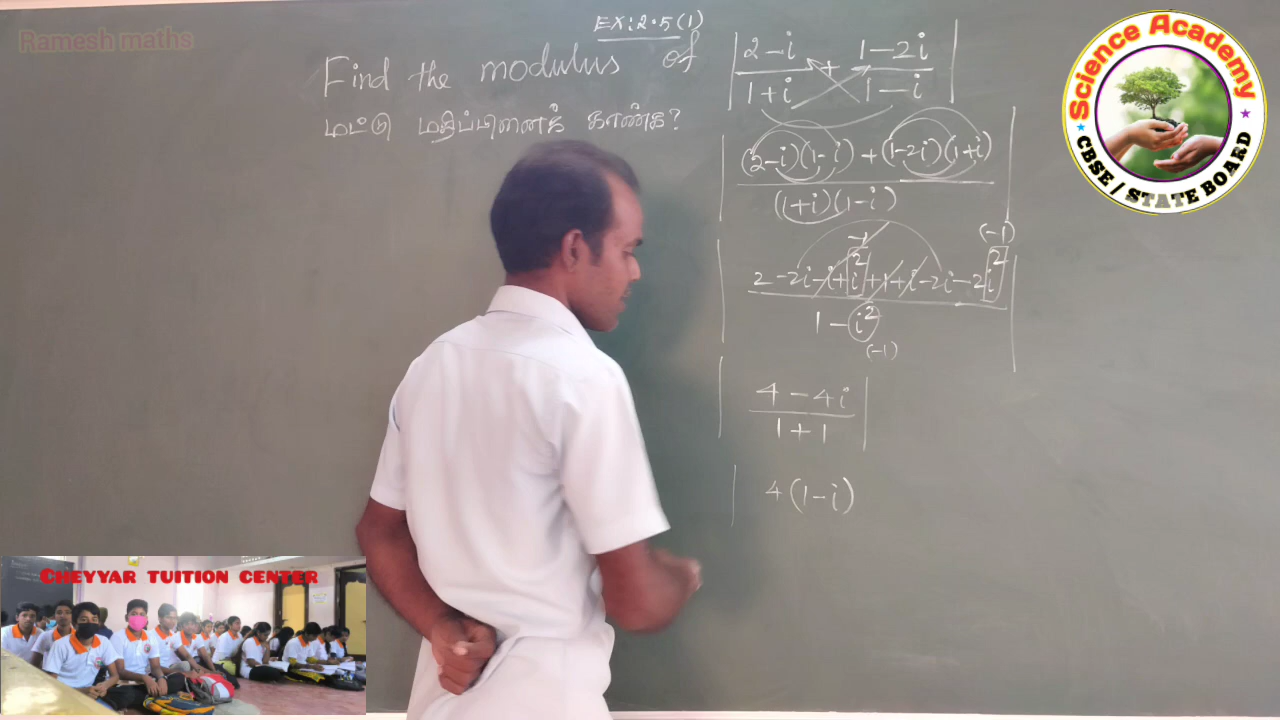 Ramesh maths
EX: 2.5(1)
Find the modulus of | (2-i)/(1+i) + (1-2i)/(1-i) |
மட்டு மதிப்பினைக் காண்க?
| ((2-i)(1-i) + (1-2i)(1+i)) / ((1+i)(1-i)) |
-1 (-1)
| (2-2i-i+i²+1+i-2i-2i²) / (1-i²) |
(-1)
| (4-4i)/(1+1) |
| 4(1-i)
Science Academy
CBSE / STATE BOARD
CHEYYAR TUITION CENTER